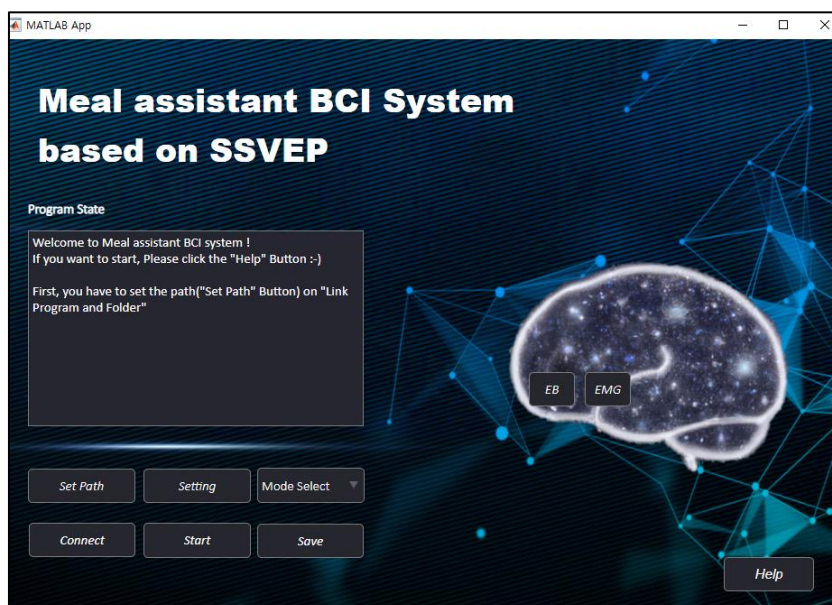 MATLAB App
Meal assistant BCI System
based on SSVEP
Program State
Welcome to Meal assistant BCI system !
If you want to start, Please click the "Help" Button :-)
First, you have to set the path("Set Path" Button) on "Link
Program and Folder"
EB
EMG
Set Path
Setting
Mode Select
Connect
Start
Save
Help